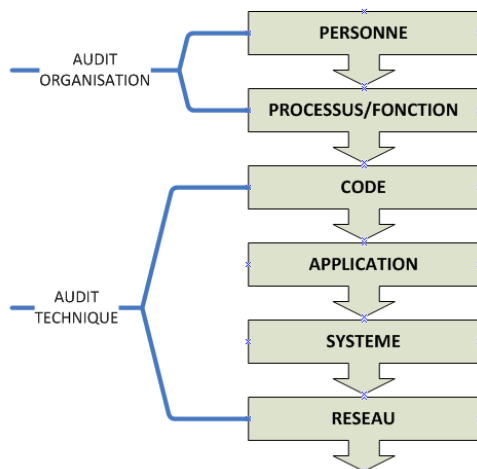 PERSONNE
AUDIT
ORGANISATION
PROCESSUS/FONCTION
CODE
APPLICATION
AUDIT
TECHNIQUE
SYSTEME
RESEAU